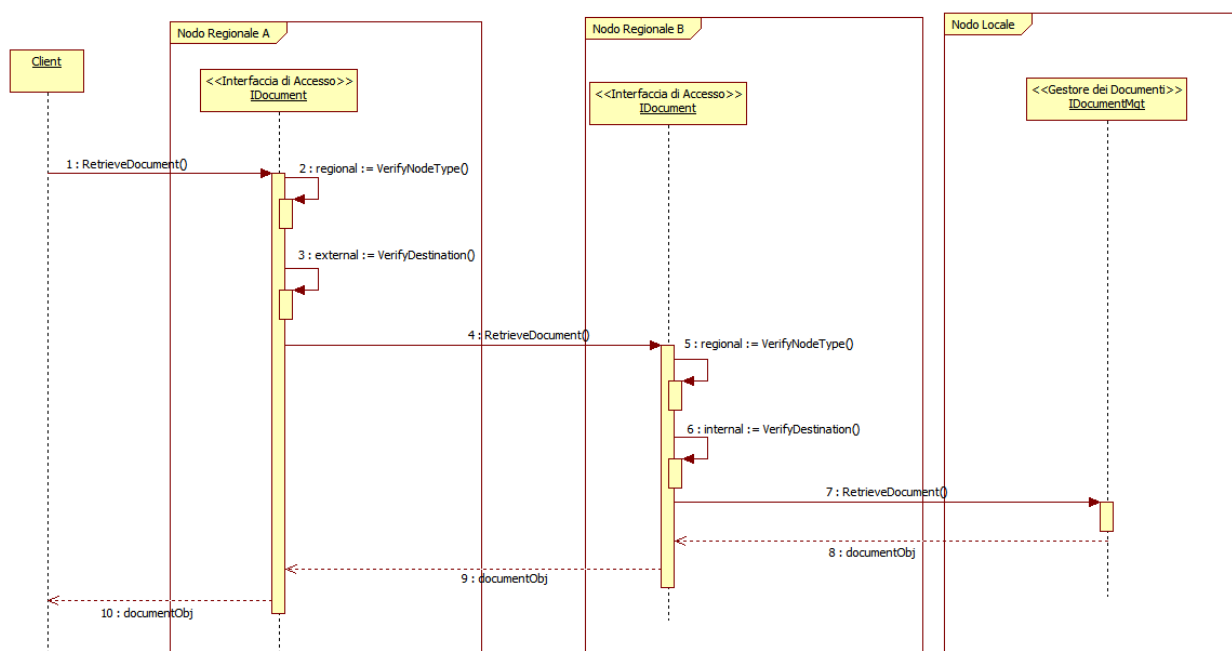 Nodo Regionale A
Nodo Regionale B
Nodo Locale
Client
<<Interfaccia di Accesso>>
IDocument
<<Interfaccia di Accesso>>
IDocument
<<Gestore dei Documenti>>
IDocumentMgt
1 : RetrieveDocument()
2 : regional := VerifyNodeType()
3 : external := VerifyDestination()
4 : RetrieveDocument()
5 : regional := VerifyNodeType()
6 : internal := VerifyDestination()
7 : RetrieveDocument()
8 : documentObj
9 : documentObj
10 : documentObj